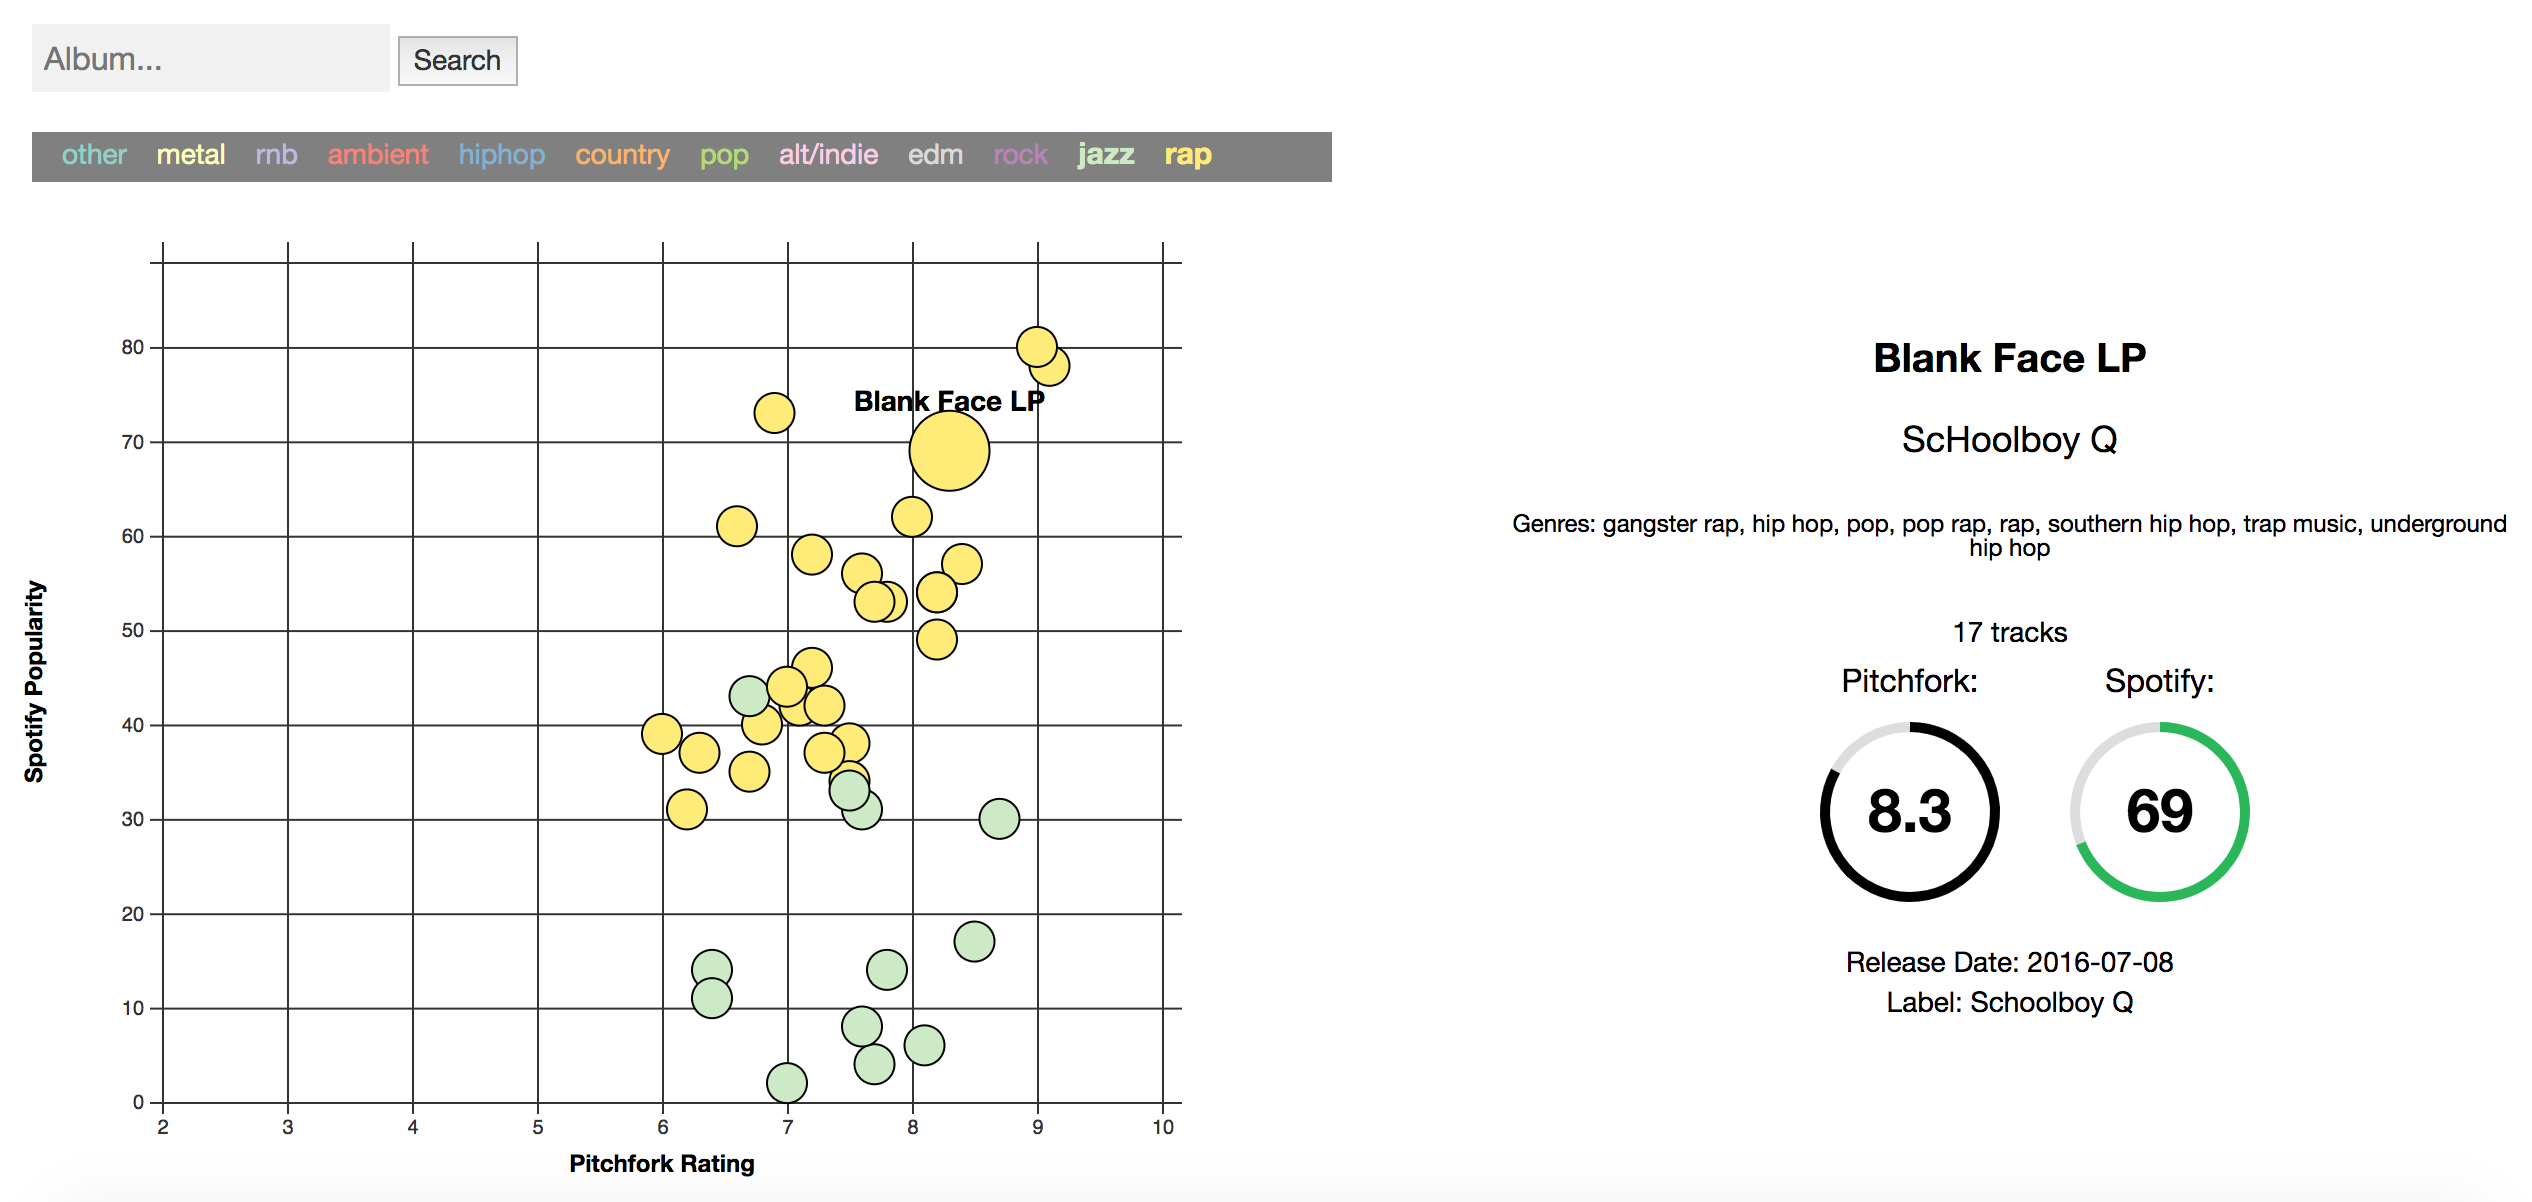 Album...
Search
other metal rnb ambient hiphop country pop alt/indie edm rock jazz rap
80
70
60
50
40
30
20
10
0
2 3 4 5 6 7 8 9 10
Spotify Popularity
Pitchfork Rating
Blank Face LP
Blank Face LP
ScHoolboy Q
Genres: gangster rap, hip hop, pop, pop rap, rap, southern hip hop, trap music, underground
hip hop
17 tracks
Pitchfork: Spotify:
8.3 69
Release Date: 2016-07-08
Label: Schoolboy Q